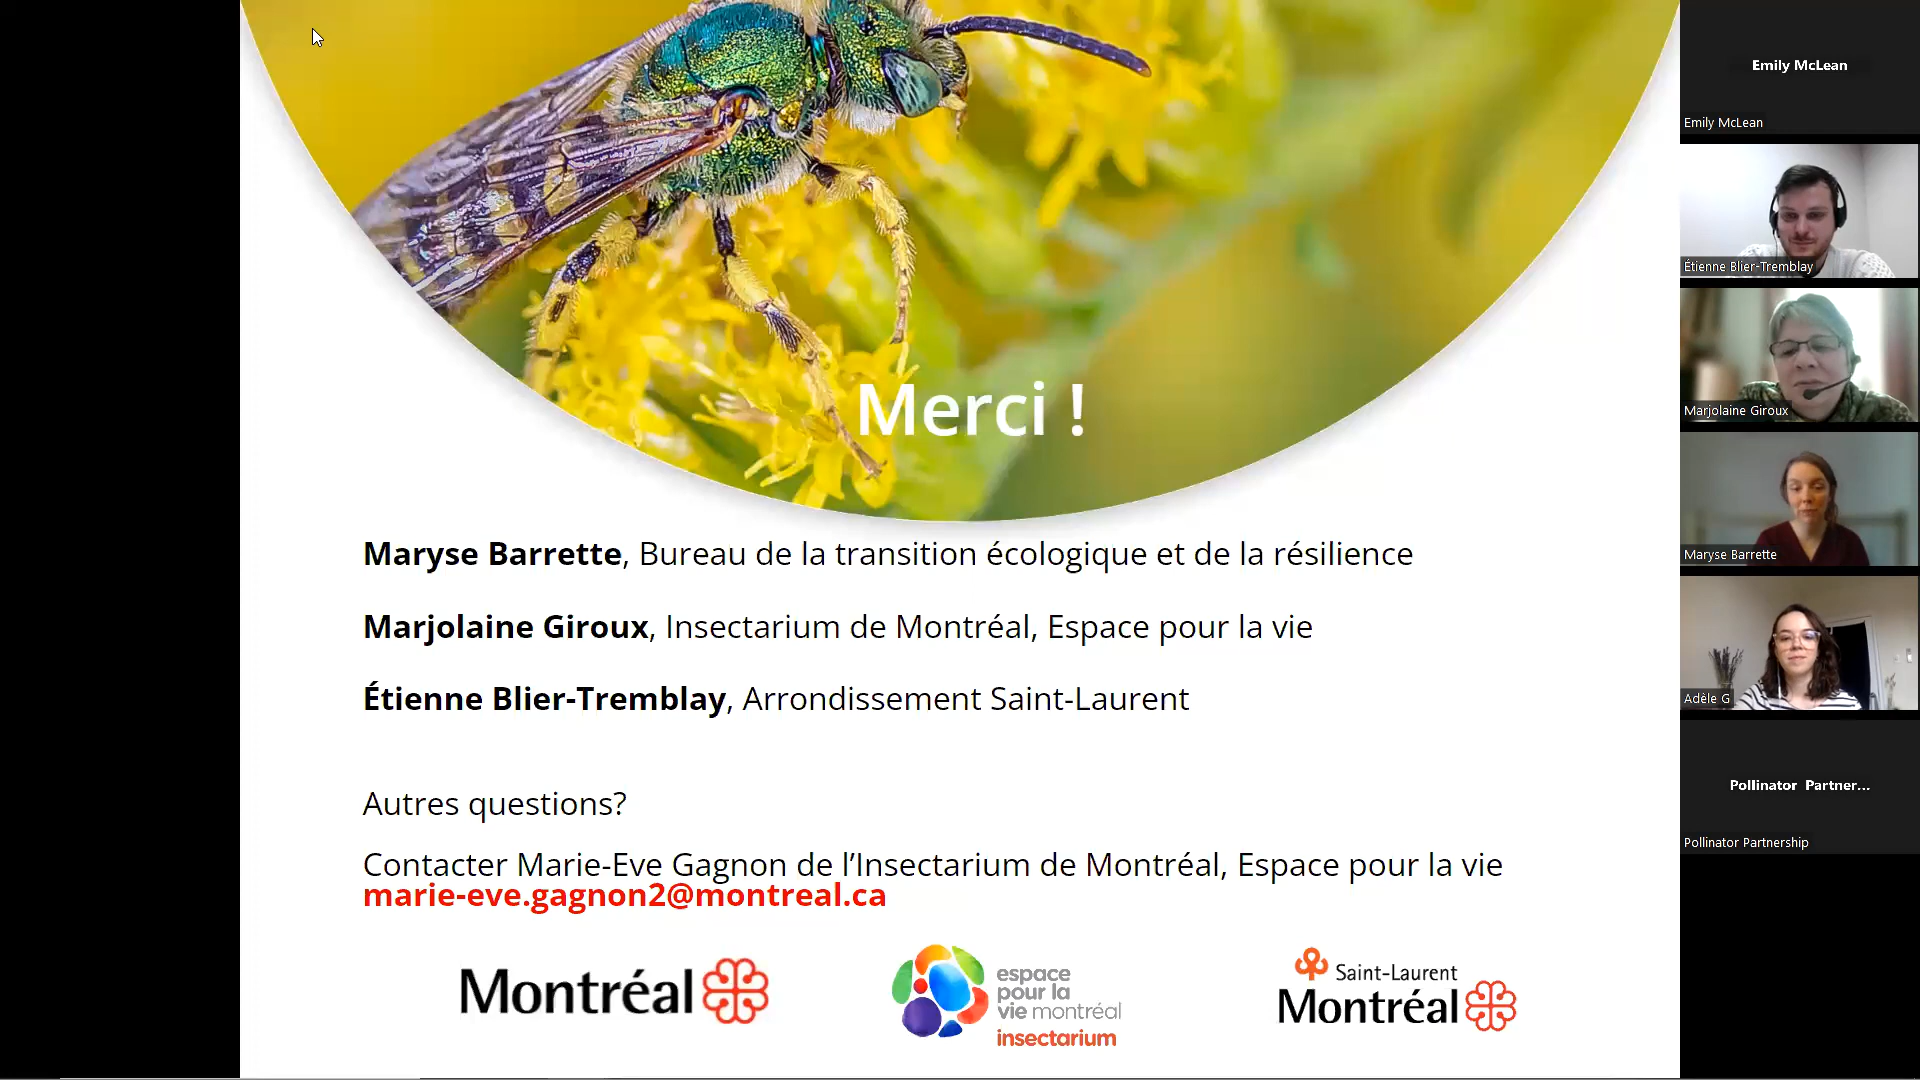 Merci !
Maryse Barrette, Bureau de la transition écologique et de la résilience
Marjolaine Giroux, Insectarium de Montréal, Espace pour la vie
Étienne Blier-Tremblay, Arrondissement Saint-Laurent
Autres questions?
Contacter Marie-Eve Gagnon de l’Insectarium de Montréal, Espace pour la vie
marie-eve.gagnon2@montreal.ca
Montréal
espace
pour la
vie montréal
insectarium
Saint-Laurent
Montréal
Emily McLean
Emily McLean
Étienne Blier-Tremblay
Marjolaine Giroux
Maryse Barrette
Adèle G
Pollinator Partner...
Pollinator Partnership